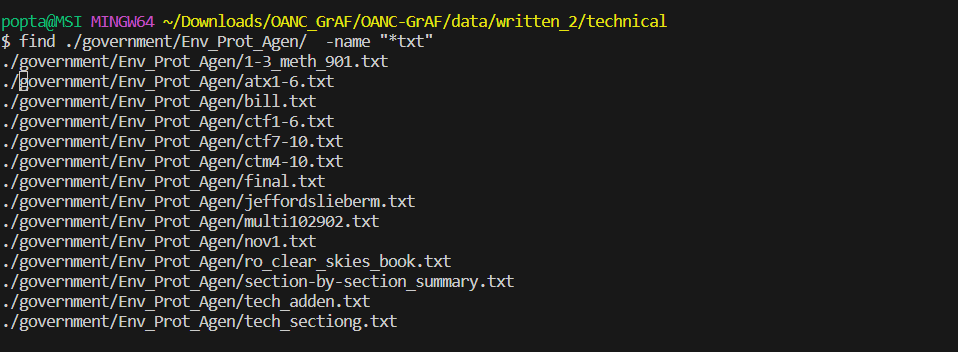 popta@MSI MINGW64 ~/Downloads/OANC_GrAF/OANC-GrAF/data/written_2/technical
$ find ./government/Env_Prot_Agen/  -name "*txt"
./government/Env_Prot_Agen/1-3_meth_901.txt
./government/Env_Prot_Agen/atx1-6.txt
./government/Env_Prot_Agen/bill.txt
./government/Env_Prot_Agen/ctf1-6.txt
./government/Env_Prot_Agen/ctf7-10.txt
./government/Env_Prot_Agen/ctm4-10.txt
./government/Env_Prot_Agen/final.txt
./government/Env_Prot_Agen/jeffordslieberm.txt
./government/Env_Prot_Agen/multi102902.txt
./government/Env_Prot_Agen/nov1.txt
./government/Env_Prot_Agen/ro_clear_skies_book.txt
./government/Env_Prot_Agen/section-by-section_summary.txt
./government/Env_Prot_Agen/tech_adden.txt
./government/Env_Prot_Agen/tech_sectiong.txt